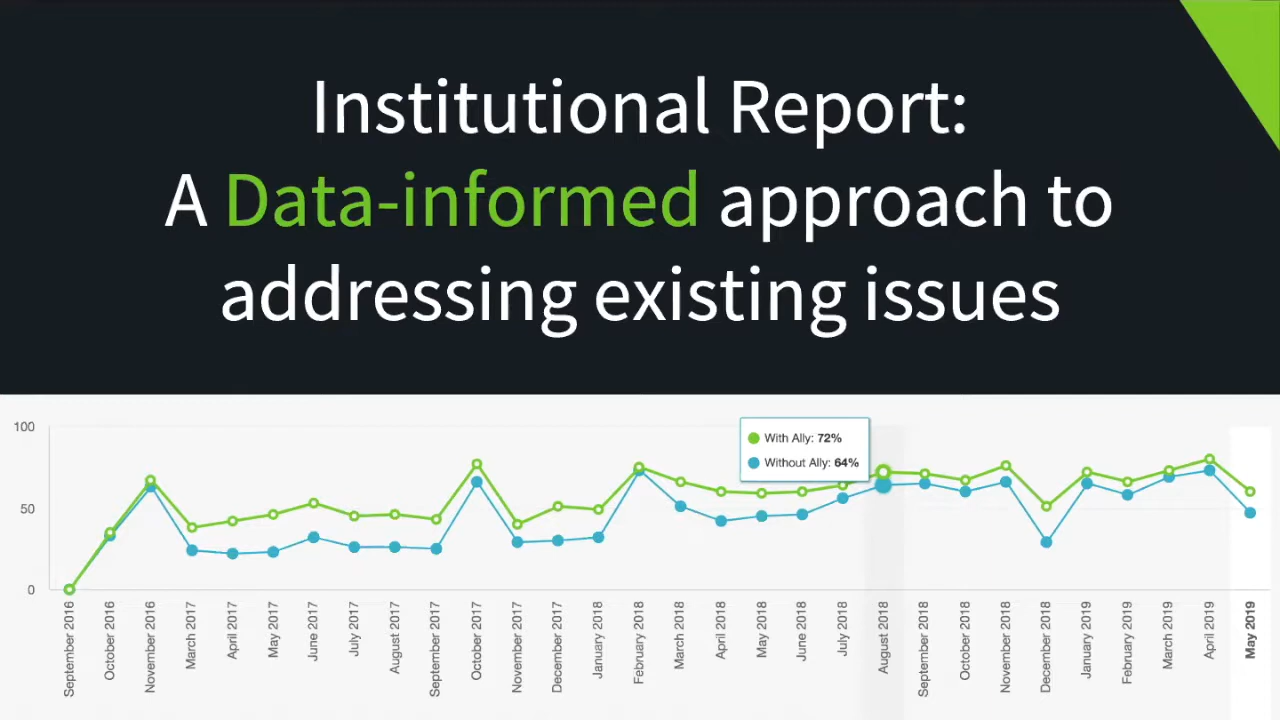 Institutional Report:
A Data-informed approach to
addressing existing issues
With Ally: 72%
Without Ally: 64%
100
50
0
September 2016
October 2016
November 2016
March 2017
April 2017
May 2017
June 2017
July 2017
August 2017
September 2017
October 2017
November 2017
December 2017
January 2018
February 2018
March 2018
April 2018
May 2018
June 2018
July 2018
August 2018
September 2018
October 2018
November 2018
December 2018
January 2019
February 2019
March 2019
April 2019
May 2019